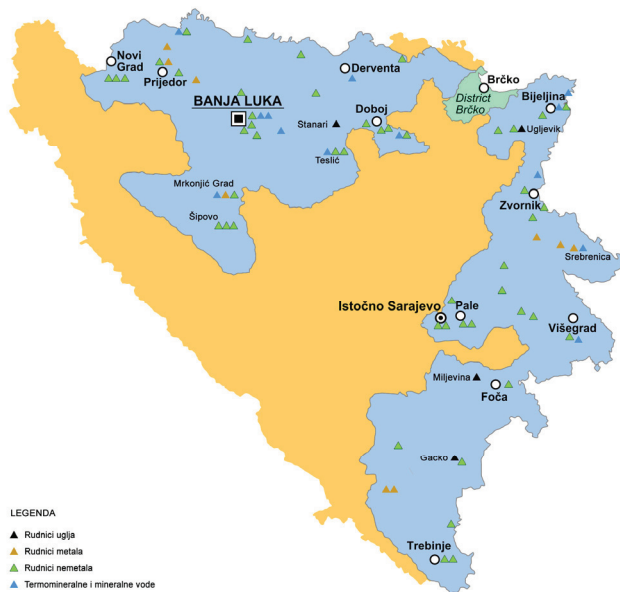 Novi
Grad
Prijedor
Derventa
Brčko
District
Brčko
Bijeljina
BANJA LUKA
Stanari
Doboj
Ugljevik
Teslić
Mrkonjić Grad
Šipovo
Zvornik
Srebrenica
Istočno Sarajevo
Pale
Višegrad
Miljevina
Foča
Gacko
Trebinje
LEGENDA
Rudnici uglja
Rudnici metala
Rudnici nemetala
Termomineralne i mineralne vode